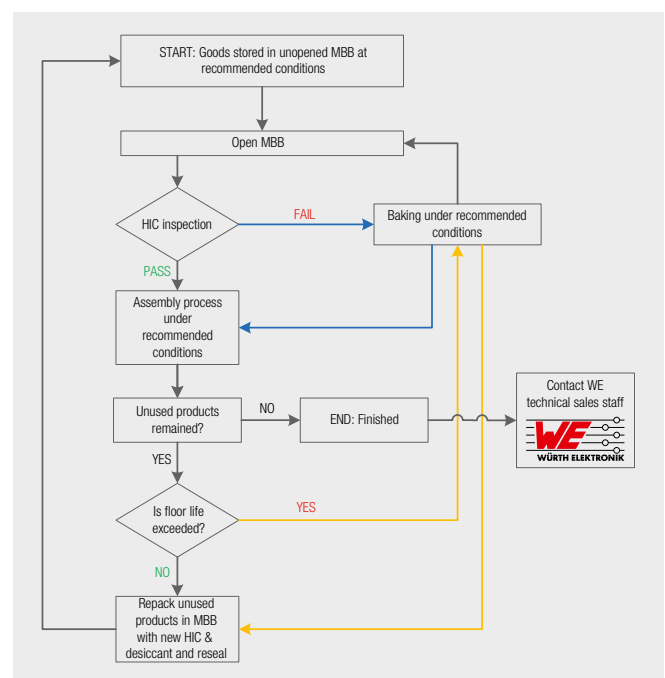 START: Goods stored in unopened MBB at
recommended conditions
Open MBB
HIC inspection
FAIL
Baking under recommended
conditions
PASS
Assembly process
under
recommended
conditions
Unused products
remained?
NO
END: Finished
Contact WE
technical sales staff
WE
WÜRTH ELEKTRONIK
YES
Is floor life
exceeded?
YES
NO
Repack unused
products in MBB
with new HIC &
desiccant and reseal